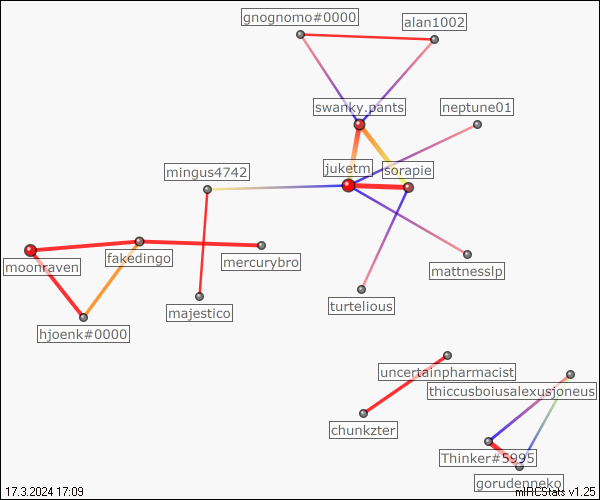 gnognomo#0000
alan1002
swanky.pants
neptune01
juketm
sorapie
mingus4742
moonraven
fakedingo
mercurybro
mattnesslp
turtelious
majestico
hjoenk#0000
uncertainpharmacist
thiccusboiusalexusjoneus
chunkzter
Thinker#5995
gorudenneko
17.3.2024 17:09
mIRCStats v1.25